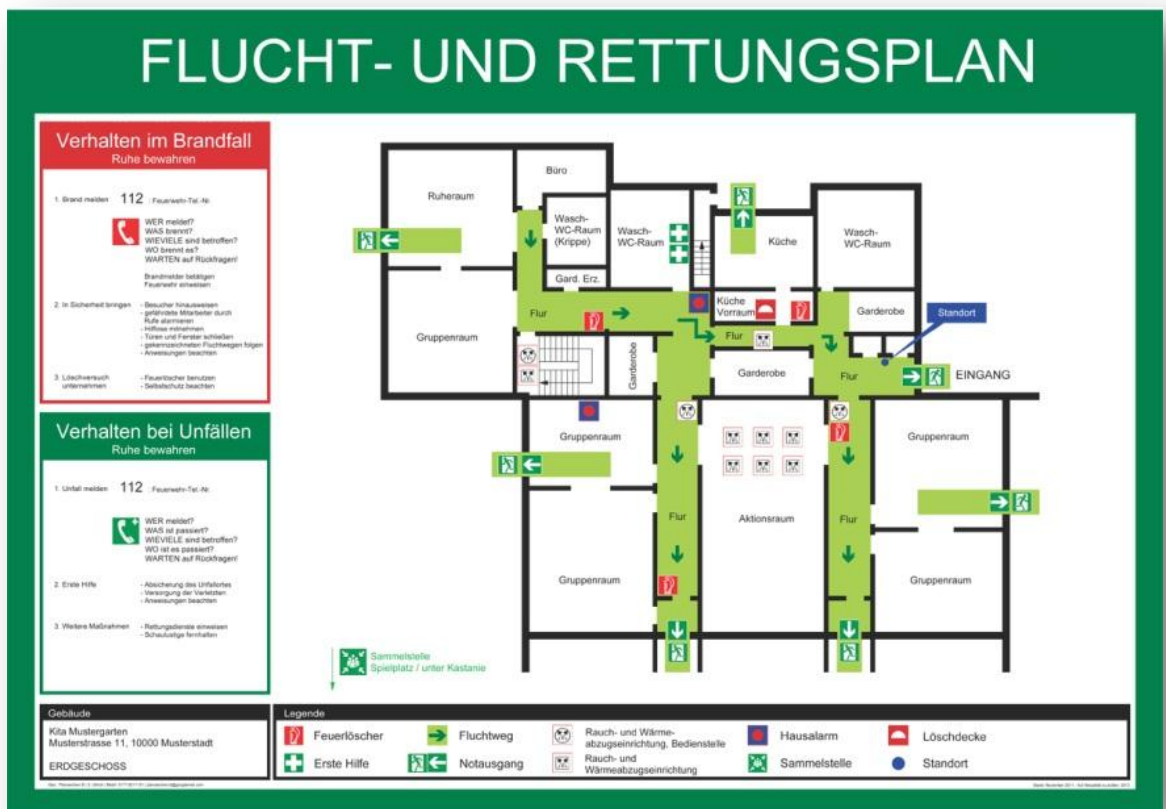 FLUCHT- UND RETTUNGSPLAN
Verhalten im Brandfall
Ruhe bewahren
1. Brand melden 112 : Feuerwehr-Tel.-Nr.
WER meldet?
WAS brennt?
WIEVIELE sind betroffen?
WO brennt es?
WARTEN auf Rückfragen!
Brandmelder betätigen
Feuerwehr einweisen
2. In Sicherheit bringen - Besucher hinausweisen
- gefährdete Mitarbeiter durch
Rufe alarmieren
- Hilflose mitnehmen
- Türen und Fenster schließen
- gekennzeichneten Fluchtwegen folgen
- Anweisungen beachten
3. Löschversuch - Feuerlöscher benutzen
unternehmen - Selbstschutz beachten
Verhalten bei Unfällen
Ruhe bewahren
1. Unfall melden 112 : Feuerwehr-Tel.-Nr.
WER meldet?
WAS ist passiert?
WIEVIELE sind betroffen?
WO ist es passiert?
WARTEN auf Rückfragen!
2. Erste Hilfe - Absicherung des Unfallortes
- Versorgung der Verletzten
- Anweisungen beachten
3. Weitere Maßnahmen - Rettungsdienste einweisen
- Schaulustige fernhalten
Büro
Ruheraum
Wasch-
WC-Raum
(Krippe)
Wasch-
WC-Raum
Küche
Wasch-
WC-Raum
Gard. Erz.
Küche
Vorraum
Garderobe
Standort
Flur
Flur
Gruppenraum
Garderobe
Garderobe
Flur
EINGANG
Gruppenraum
Gruppenraum
Flur
Aktionsraum
Flur
Gruppenraum
Gruppenraum
Sammelstelle
Spielplatz / unter Kastanie
Gebäude
Kita Mustergarten
Musterstrasse 11, 10000 Musterstadt
ERDGESCHOSS
Legende
Feuerlöscher
Fluchtweg
Rauch- und Wärme-
abzugseinrichtung, Bedienstelle
Hausalarm
Löschdecke
Erste Hilfe
Notausgang
Rauch- und
Wärmeabzugseinrichtung
Sammelstelle
Standort